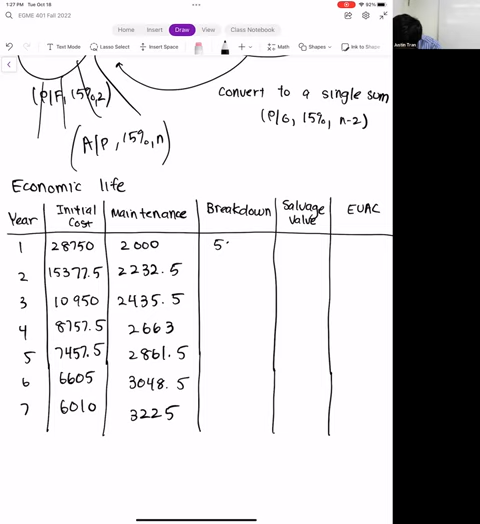 1:27 PM Tue Oct 18
92%
EGME 401 Fall 2022
Home Insert Draw View Class Notebook
Text Mode Lasso Select Insert Space Math Shapes Ink to Shape
Justin Tran
(P/F, 15%, 2)
(A/P, 15%, n)
convert to a single sum
(P/G, 15%, n-2)
Economic life
Year Initial Cost Maintenance Breakdown Salvage Value EUAC
1 28750 2000 5
2 15377.5 2232.5
3 10950 2435.5
4 8757.5 2663
5 7457.5 2861.5
6 6605 3048.5
7 6010 3225